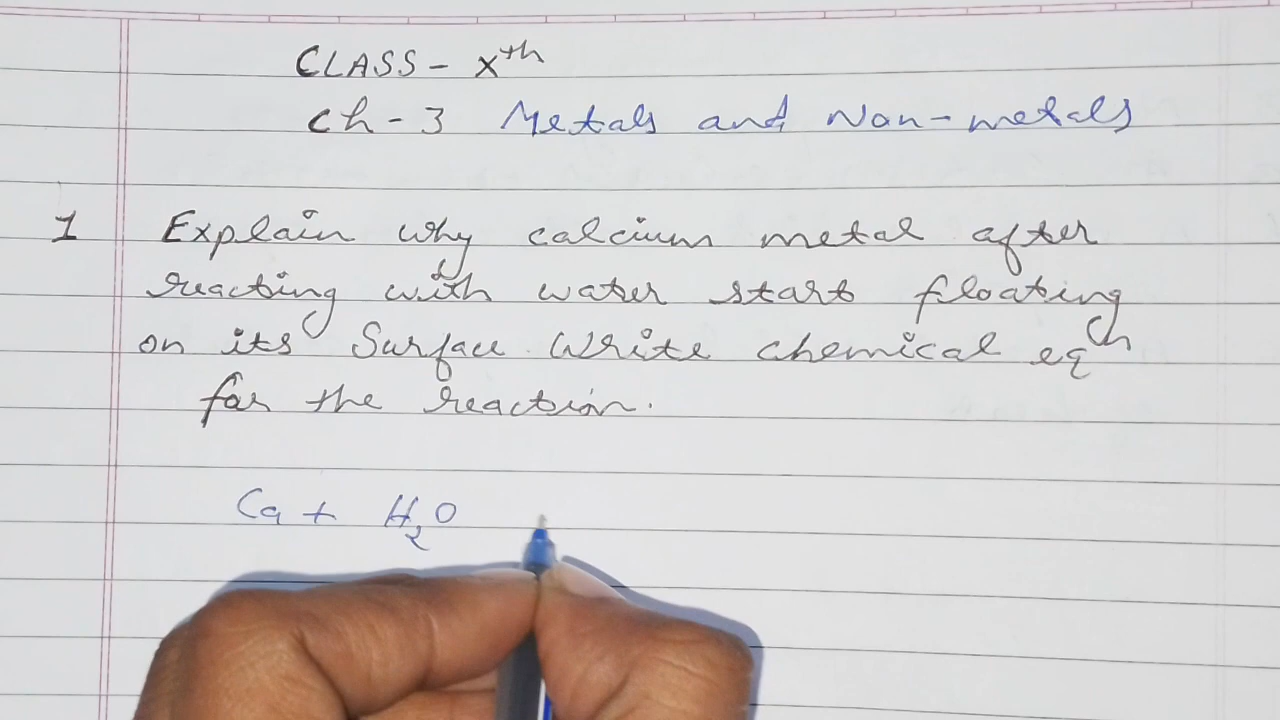 CLASS - Xth
Ch - 3 Metals and Non-metals
1 Explain why calcium metal after
reacting with water start floating
on its Surface. Write chemical eqn
for the reaction.
Ca + H₂O